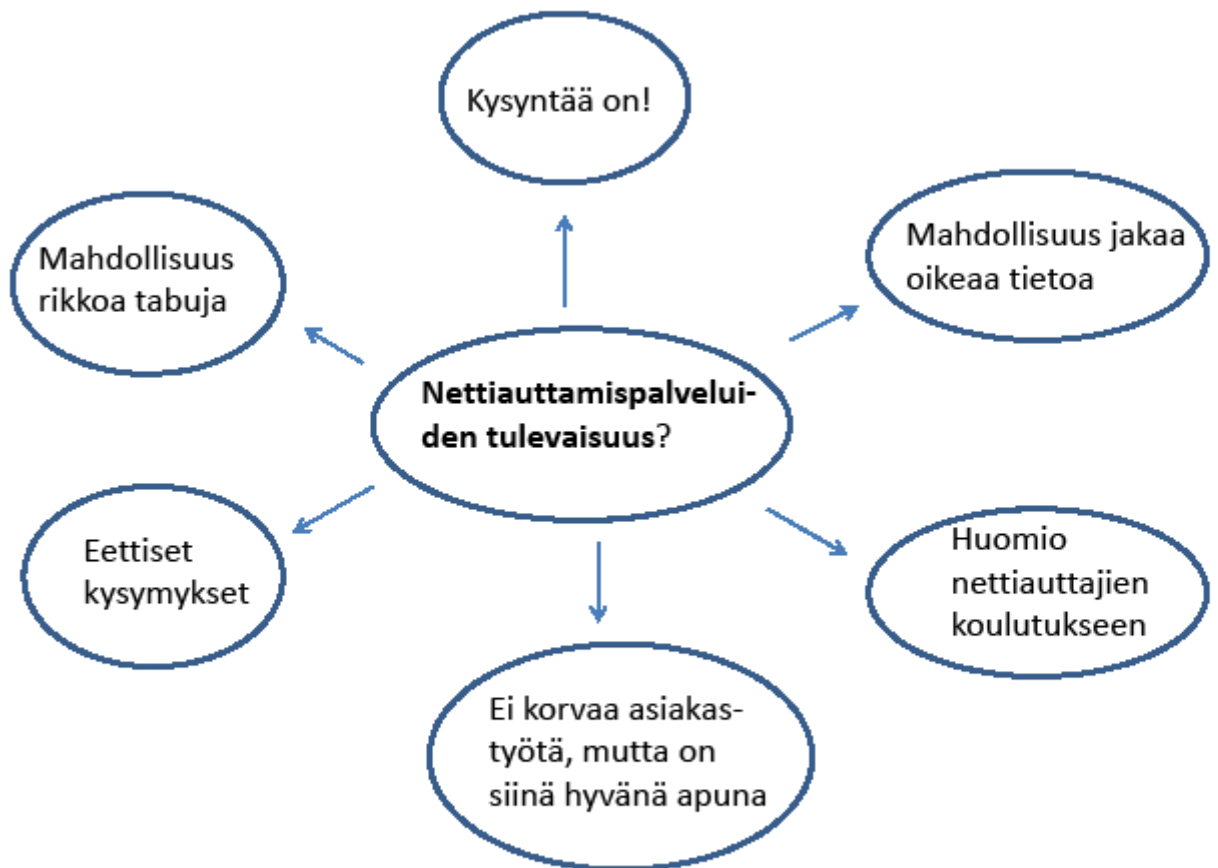 Kysyntää on!
Mahdollisuus jakaa
oikeaa tietoa
Mahdollisuus
rikkoa tabuja
Nettiauttamispalvelui-
den tulevaisuus?
Eettiset
kysymykset
Huomio
nettiauttajien
koulutukseen
Ei korvaa asiakas-
työtä, mutta on
siinä hyvänä apuna